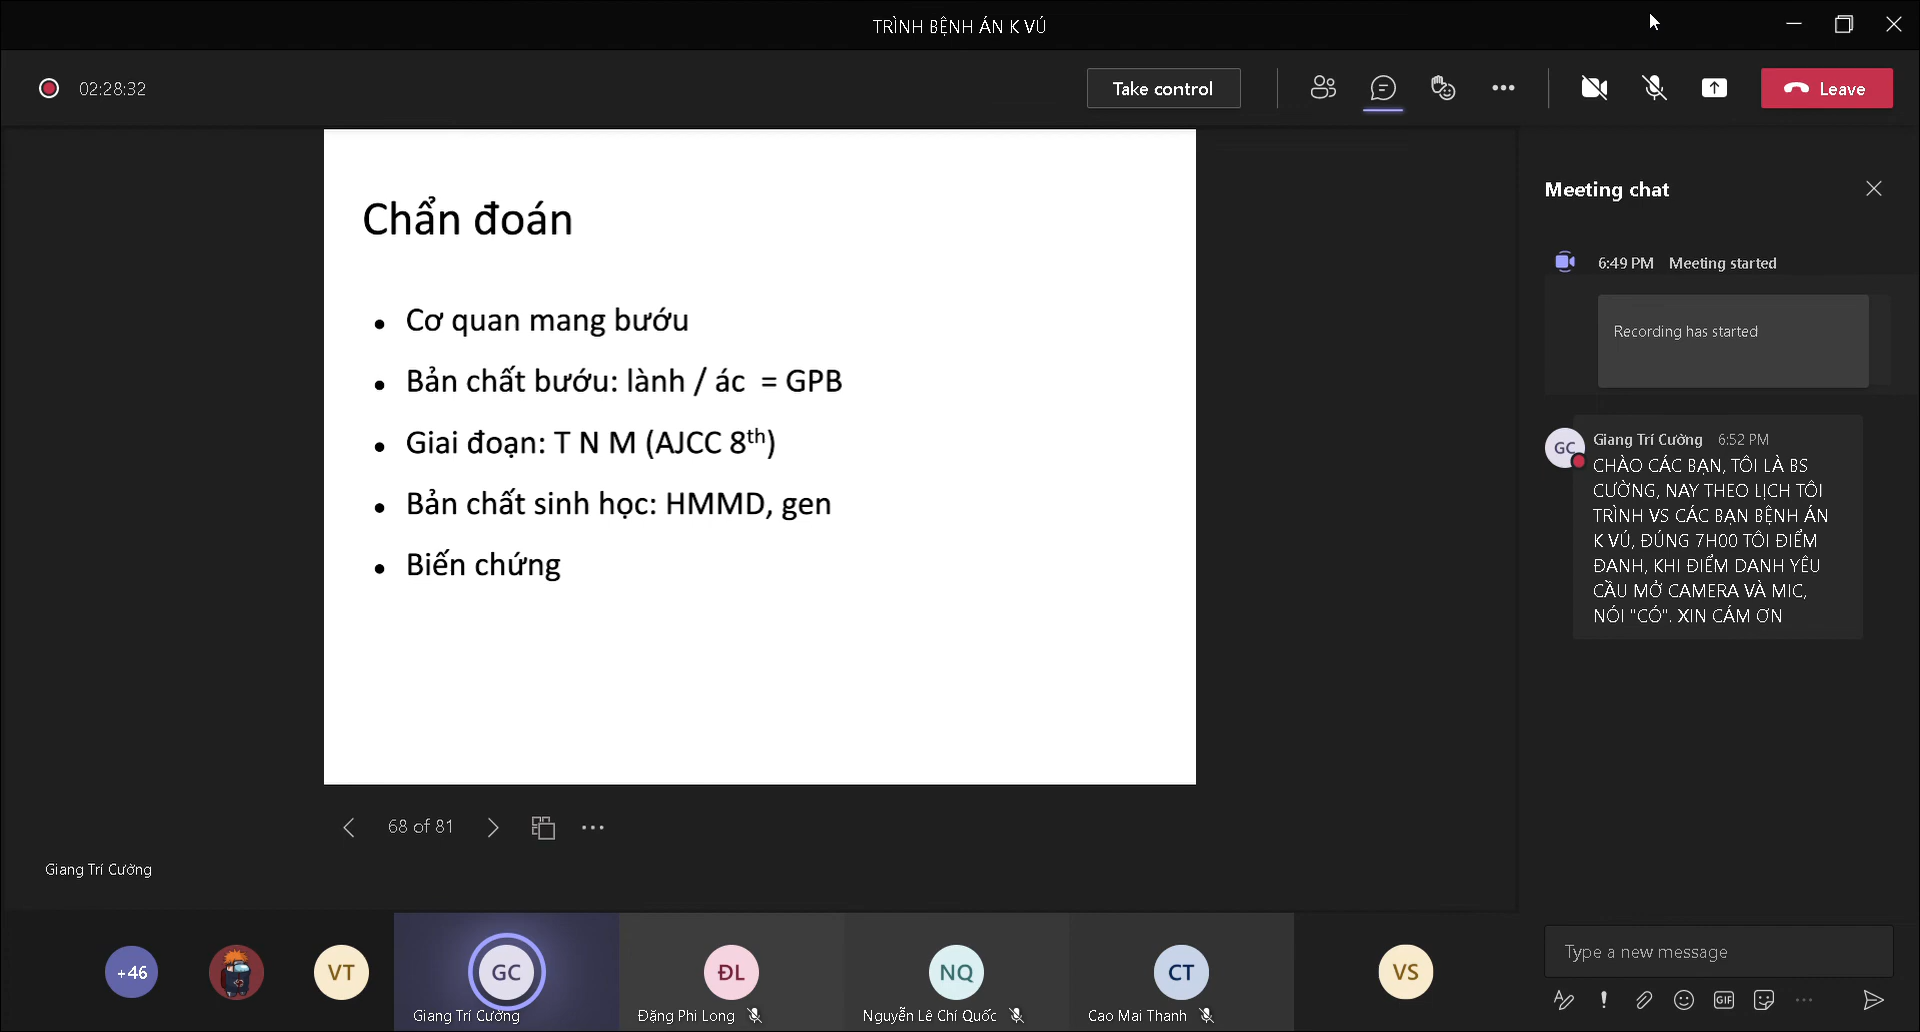 TRÌNH BỆNH ÁN K VÚ
02:28:32
Take control
Leave
Chẩn đoán
• Cơ quan mang bướu
• Bản chất bướu: lành / ác = GPB
• Giai đoạn: T N M (AJCC 8th)
• Bản chất sinh học: HMMD, gen
• Biến chứng
68 of 81
Giang Trí Cường
Meeting chat
6:49 PM Meeting started
Recording has started
GC
Giang Trí Cường 6:52 PM
CHÀO CÁC BẠN, TÔI LÀ BS
CƯỜNG, NAY THEO LỊCH TÔI
TRÌNH VS CÁC BẠN BỆNH ÁN
K VÚ, ĐÚNG 7H00 TÔI ĐIỂM
ĐANH, KHI ĐIỂM DANH YÊU
CẦU MỞ CAMERA VÀ MIC,
NÓI "CÓ". XIN CÁM ƠN
+46
VT
GC
Giang Trí Cường
ĐL
Đặng Phi Long
NQ
Nguyễn Lê Chí Quốc
CT
Cao Mai Thanh
VS
Type a new message
GIF